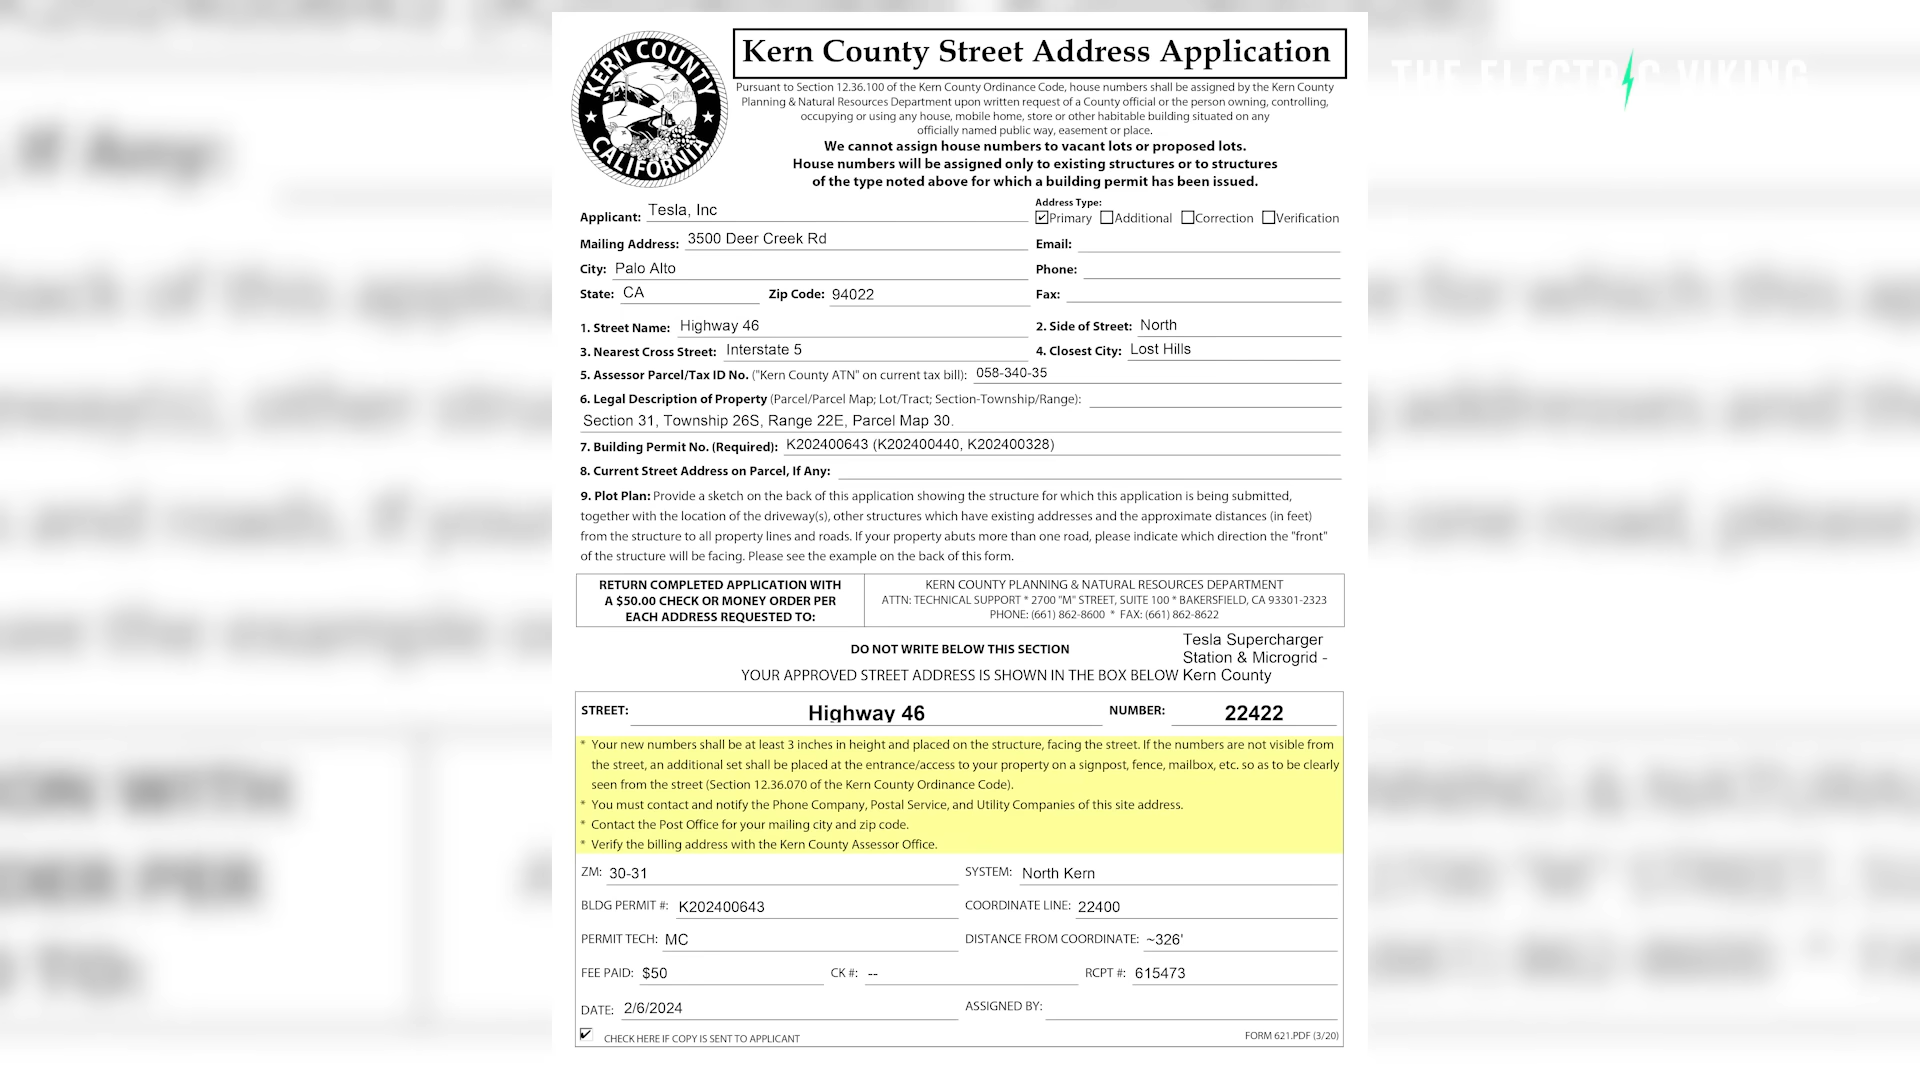 KERN COUNTY
CALIFORNIA
Kern County Street Address Application
THE ELECTRIC VIKING
Pursuant to Section 12.36.100 of the Kern County Ordinance Code, house numbers shall be assigned by the Kern County
Planning & Natural Resources Department upon written request of a County official or the person owning, controlling,
occupying or using any house, mobile home, store or other habitable building situated on any
officially named public way, easement or place.
We cannot assign house numbers to vacant lots or proposed lots.
House numbers will be assigned only to existing structures or to structures
of the type noted above for which a building permit has been issued.
Applicant: Tesla, Inc
Address Type:
Primary Additional Correction Verification
Mailing Address: 3500 Deer Creek Rd Email:
City: Palo Alto Phone:
State: CA Zip Code: 94022 Fax:
1. Street Name: Highway 46 2. Side of Street: North
3. Nearest Cross Street: Interstate 5 4. Closest City: Lost Hills
5. Assessor Parcel/Tax ID No. ("Kern County ATN" on current tax bill): 058-340-35
6. Legal Description of Property (Parcel/Parcel Map; Lot/Tract; Section-Township/Range):
Section 31, Township 26S, Range 22E, Parcel Map 30.
7. Building Permit No. (Required): K202400643 (K202400440, K202400328)
8. Current Street Address on Parcel, If Any:
9. Plot Plan: Provide a sketch on the back of this application showing the structure for which this application is being submitted,
together with the location of the driveway(s), other structures which have existing addresses and the approximate distances (in feet)
from the structure to all property lines and roads. If your property abuts more than one road, please indicate which direction the "front"
of the structure will be facing. Please see the example on the back of this form.
RETURN COMPLETED APPLICATION WITH
A $50.00 CHECK OR MONEY ORDER PER
EACH ADDRESS REQUESTED TO:
KERN COUNTY PLANNING & NATURAL RESOURCES DEPARTMENT
ATTN: TECHNICAL SUPPORT * 2700 "M" STREET, SUITE 100 * BAKERSFIELD, CA 93301-2323
PHONE: (661) 862-8600 * FAX: (661) 862-8622
DO NOT WRITE BELOW THIS SECTION
Tesla Supercharger
Station & Microgrid -
Kern County
YOUR APPROVED STREET ADDRESS IS SHOWN IN THE BOX BELOW
STREET: Highway 46 NUMBER: 22422
* Your new numbers shall be at least 3 inches in height and placed on the structure, facing the street. If the numbers are not visible from
the street, an additional set shall be placed at the entrance/access to your property on a signpost, fence, mailbox, etc. so as to be clearly
seen from the street (Section 12.36.070 of the Kern County Ordinance Code).
* You must contact and notify the Phone Company, Postal Service, and Utility Companies of this site address.
* Contact the Post Office for your mailing city and zip code.
* Verify the billing address with the Kern County Assessor Office.
ZM: 30-31 SYSTEM: North Kern
BLDG PERMIT #: K202400643 COORDINATE LINE: 22400
PERMIT TECH: MC DISTANCE FROM COORDINATE: ~326'
FEE PAID: $50 CK #: -- RCPT #: 615473
DATE: 2/6/2024 ASSIGNED BY:
CHECK HERE IF COPY IS SENT TO APPLICANT FORM 621.PDF (3/20)